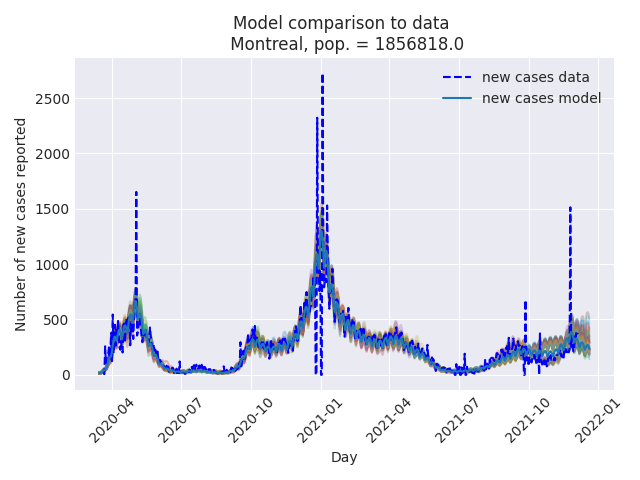 Model comparison to data
Montreal, pop. = 1856818.0
new cases data
new cases model
Number of new cases reported
2500
2000
1500
1000
500
0
2020-04
2020-07
2020-10
2021-01
2021-04
2021-07
2021-10
2022-01
Day